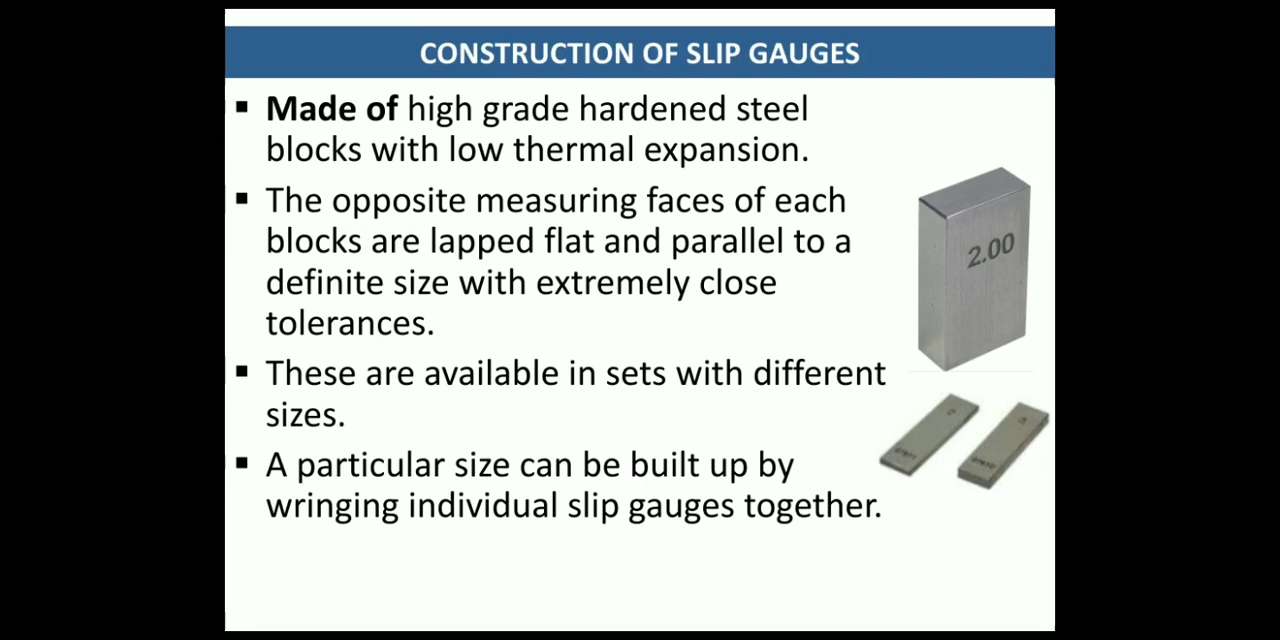 CONSTRUCTION OF SLIP GAUGES
▪ Made of high grade hardened steel
blocks with low thermal expansion.
▪ The opposite measuring faces of each
blocks are lapped flat and parallel to a
definite size with extremely close
tolerances.
▪ These are available in sets with different
sizes.
▪ A particular size can be built up by
wringing individual slip gauges together.
2.00